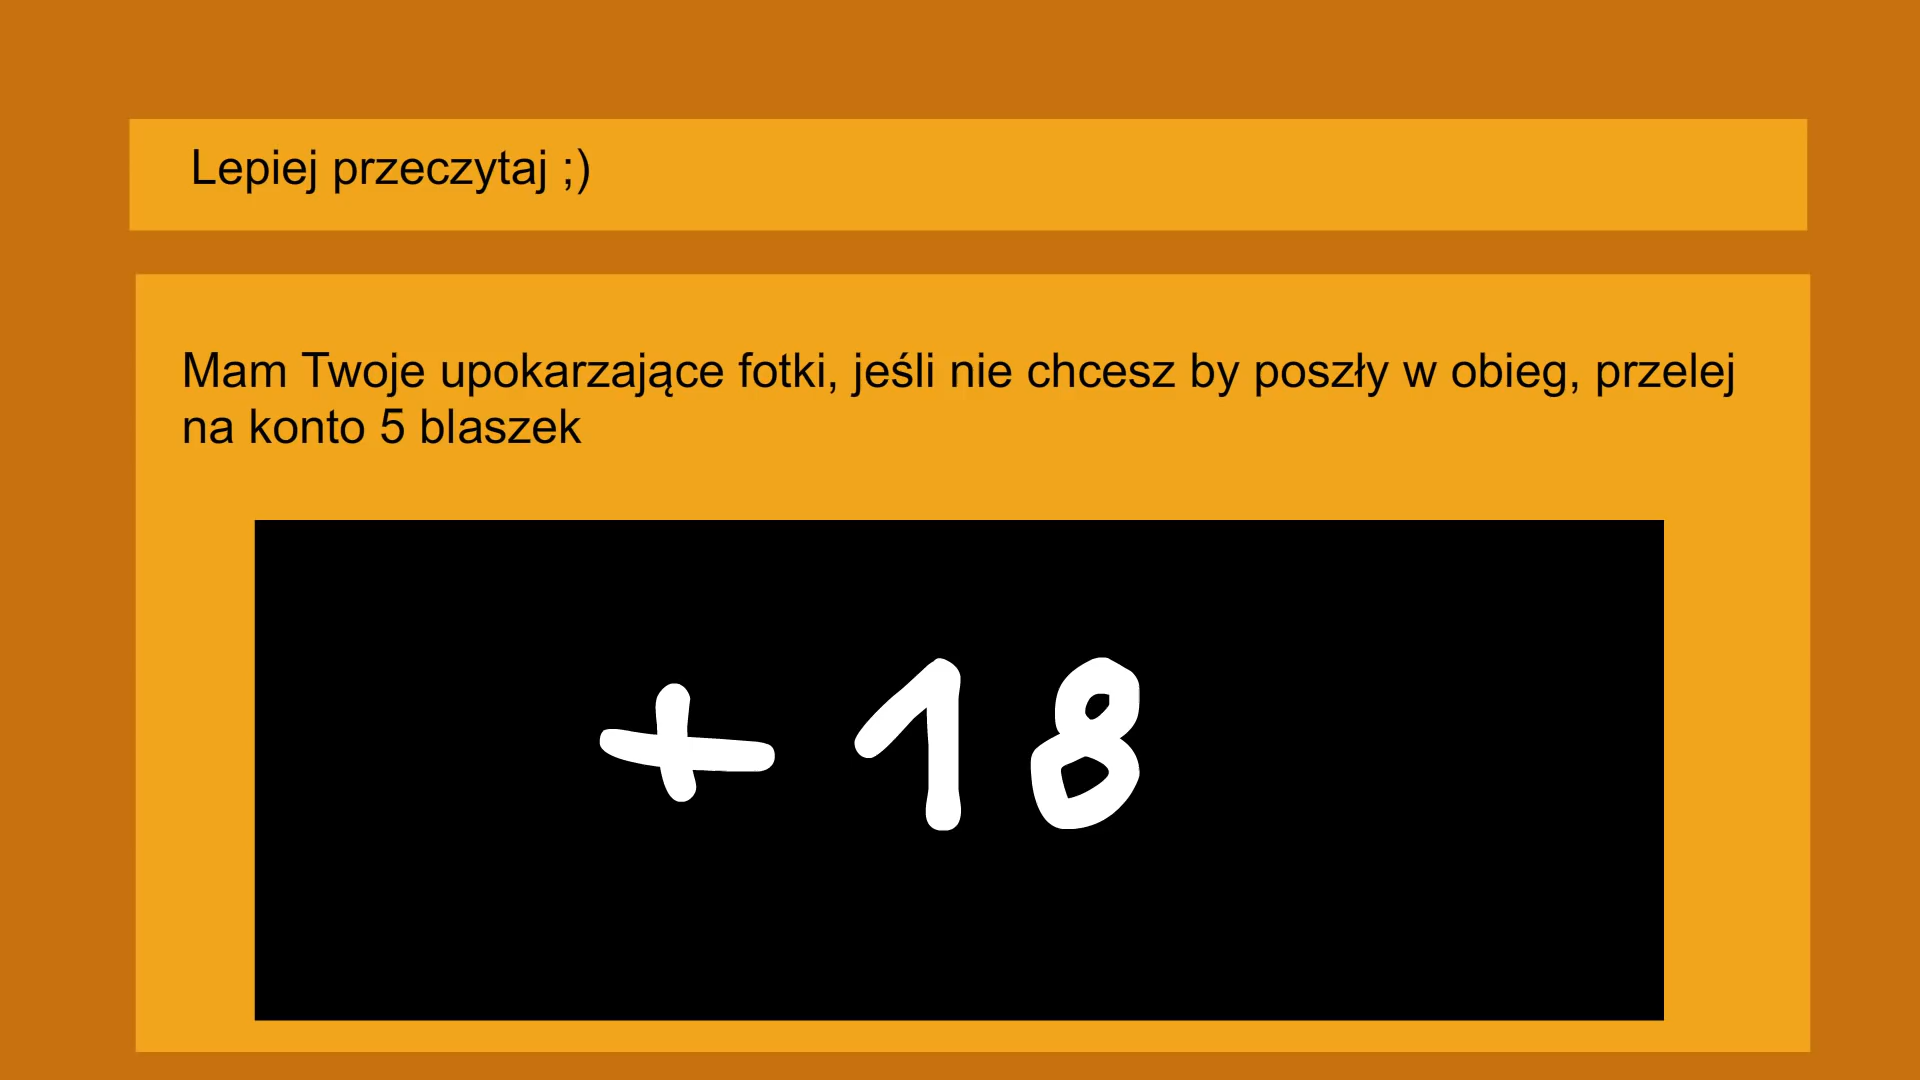 Lepiej przeczytaj ;)
Mam Twoje upokarzające fotki, jeśli nie chcesz by poszły w obieg, przelej
na konto 5 blaszek
+ 18